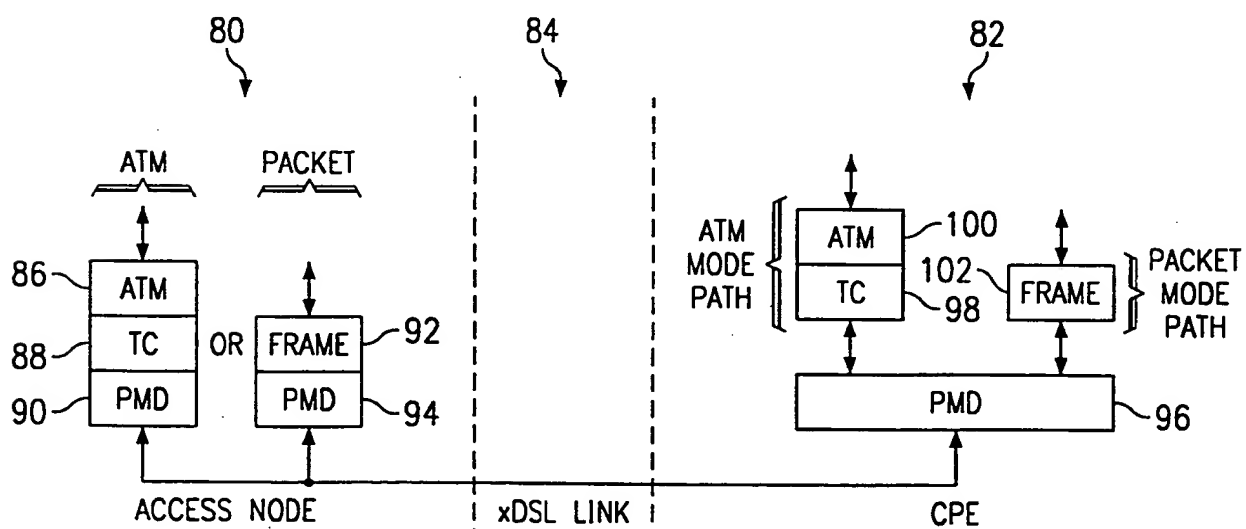 80
84
82
ATM
PACKET
86
ATM
88
TC
OR
FRAME
92
90
PMD
PMD
94
ATM
MODE
PATH
ATM
100
TC
98
102
FRAME
PACKET
MODE
PATH
PMD
96
ACCESS NODE
xDSL LINK
CPE